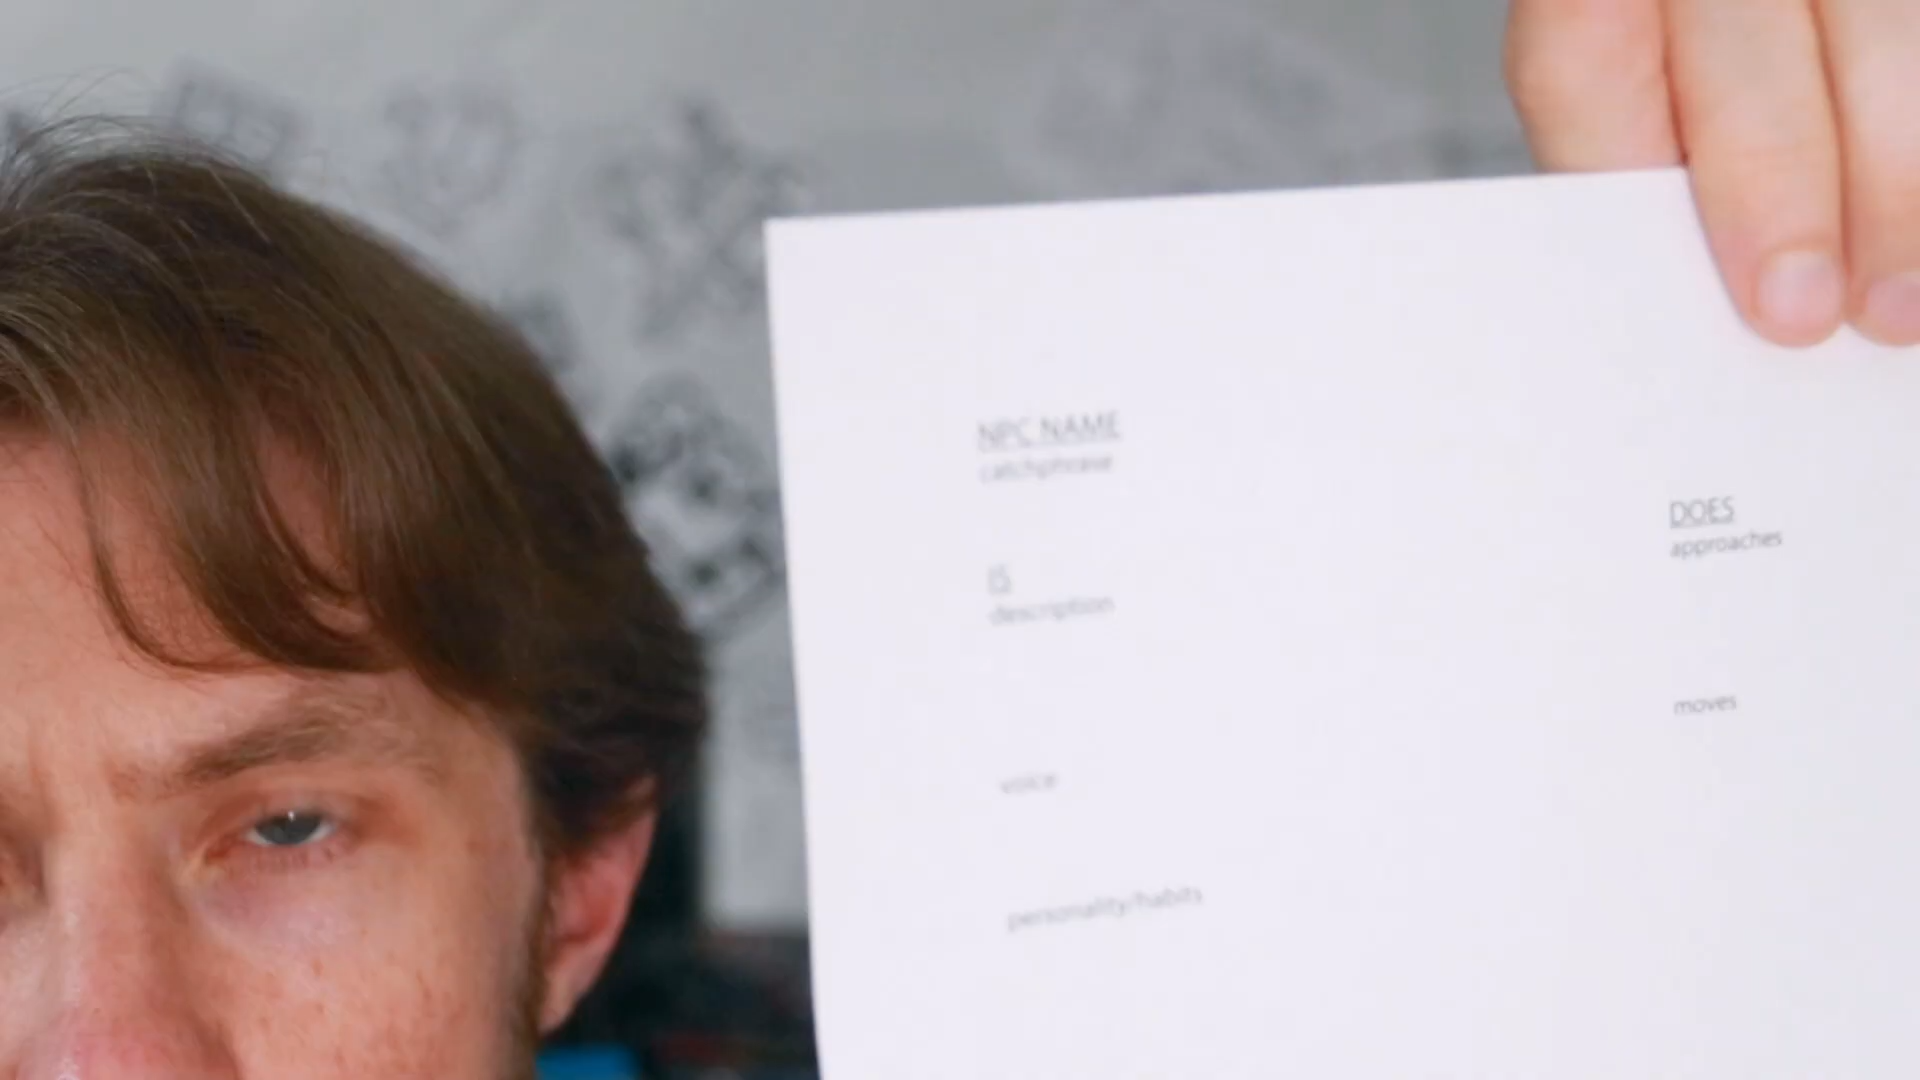 NPC NAME
catchphrase
IS
description
voice
personality/habits
DOES
approaches
moves